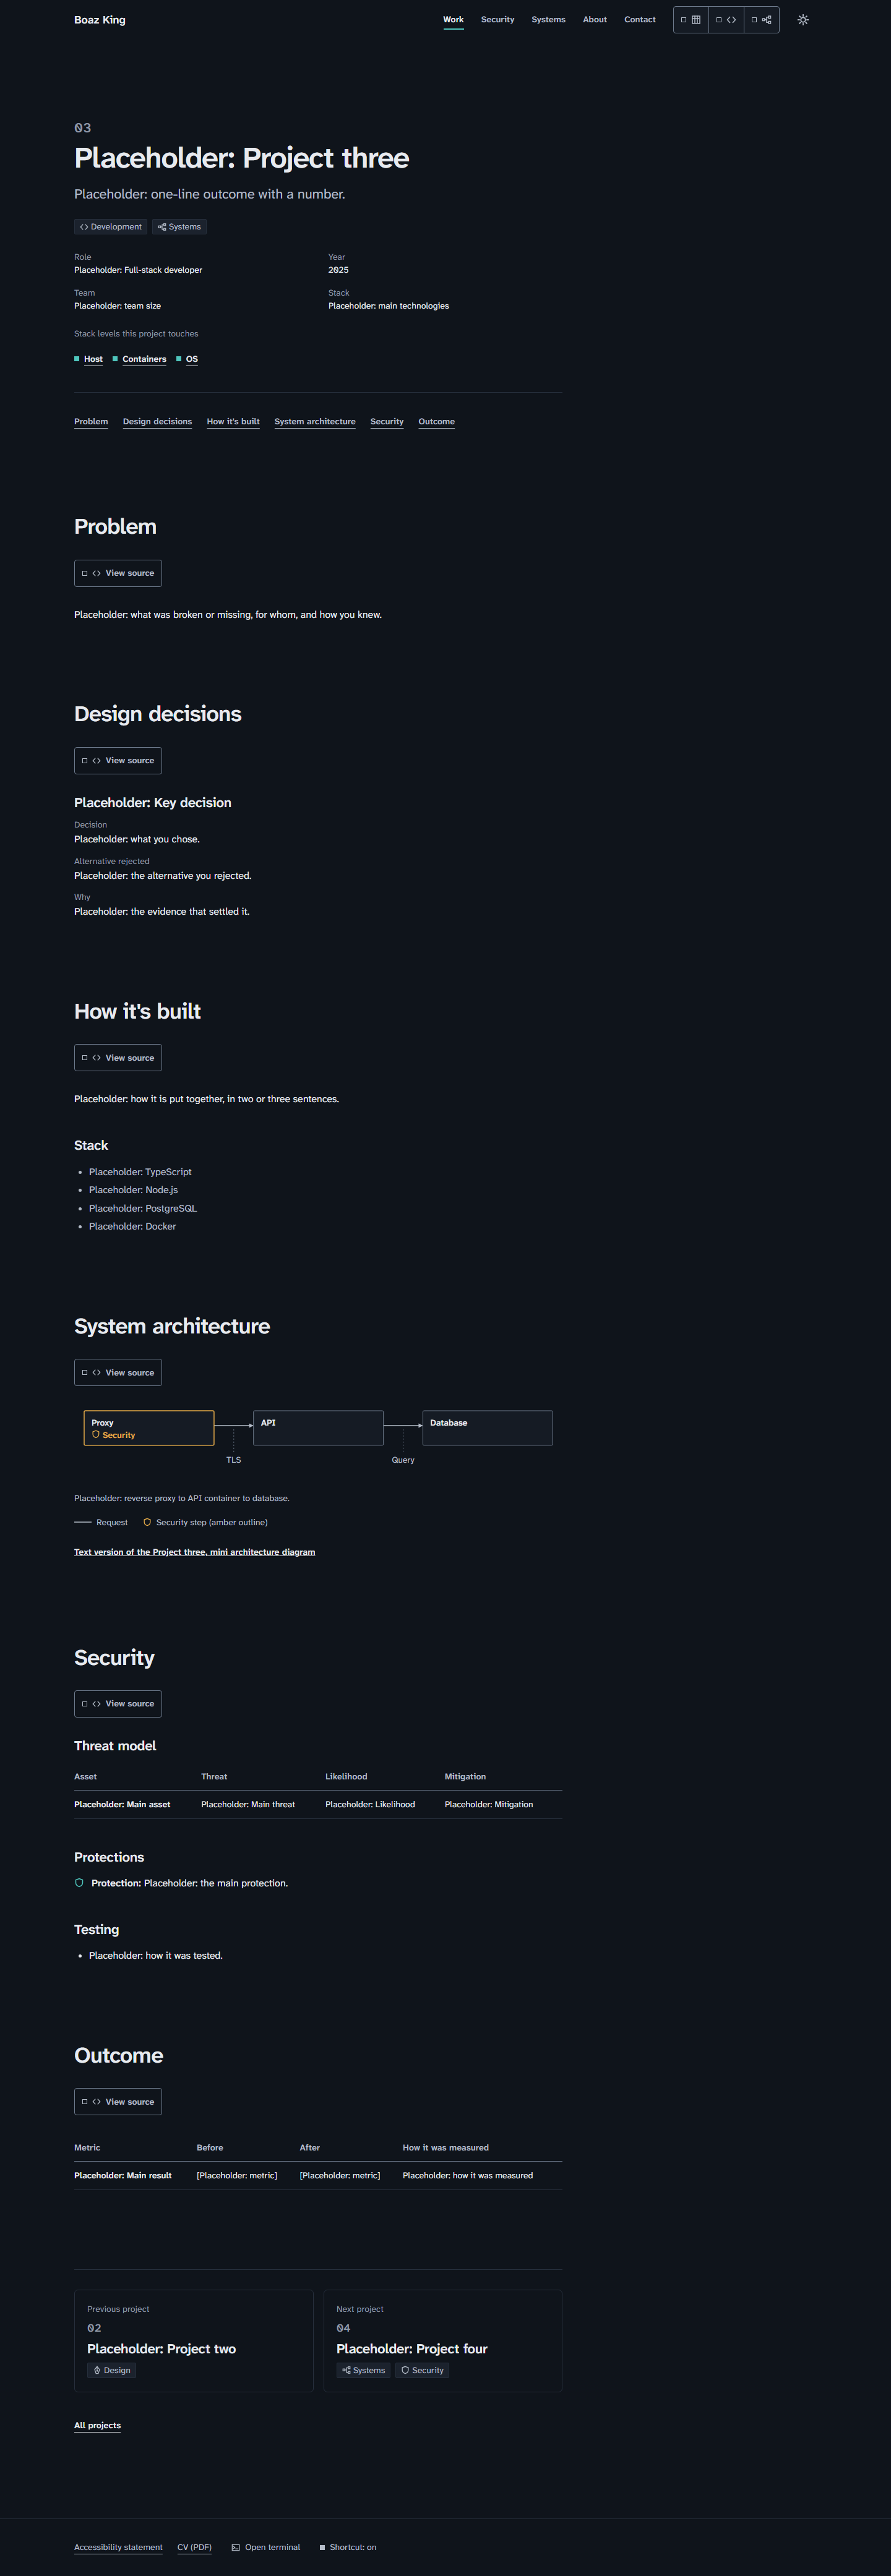 Boaz King
Work Security Systems About Contact
03
Placeholder: Project three
Placeholder: one-line outcome with a number.
Development Systems
Role Year
Placeholder: Full-stack developer 2025
Team Stack
Placeholder: team size Placeholder: main technologies
Stack levels this project touches
Host Containers OS
Problem Design decisions How it's built System architecture Security Outcome
Problem
View source
Placeholder: what was broken or missing, for whom, and how you knew.
Design decisions
View source
Placeholder: Key decision
Decision
Placeholder: what you chose.
Alternative rejected
Placeholder: the alternative you rejected.
Why
Placeholder: the evidence that settled it.
How it's built
View source
Placeholder: how it is put together, in two or three sentences.
Stack
Placeholder: TypeScript
Placeholder: Node.js
Placeholder: PostgreSQL
Placeholder: Docker
System architecture
View source
Proxy API Database
Security
TLS Query
Placeholder: reverse proxy to API container to database.
Request Security step (amber outline)
Text version of the Project three, mini architecture diagram
Security
View source
Threat model
Asset Threat Likelihood Mitigation
Placeholder: Main asset Placeholder: Main threat Placeholder: Likelihood Placeholder: Mitigation
Protections
Protection: Placeholder: the main protection.
Testing
Placeholder: how it was tested.
Outcome
View source
Metric Before After How it was measured
Placeholder: Main result [Placeholder: metric] [Placeholder: metric] Placeholder: how it was measured
Previous project Next project
02 04
Placeholder: Project two Placeholder: Project four
Design Systems Security
All projects
Accessibility statement CV (PDF) Open terminal Shortcut: on